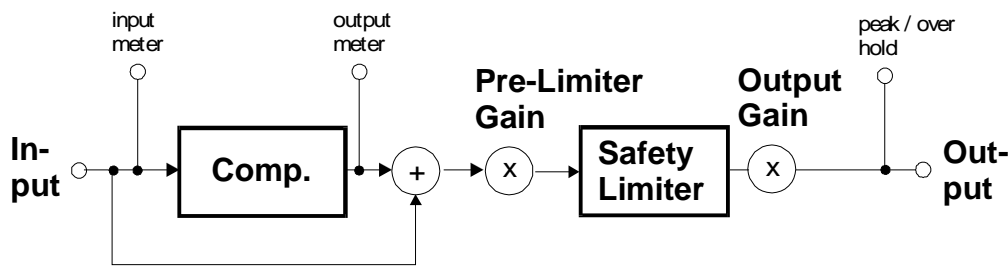 input
meter
output
meter
peak / over
hold
Pre-Limiter
Gain
Output
Gain
In-
put
Comp.
+
x
Safety
Limiter
x
Out-
put